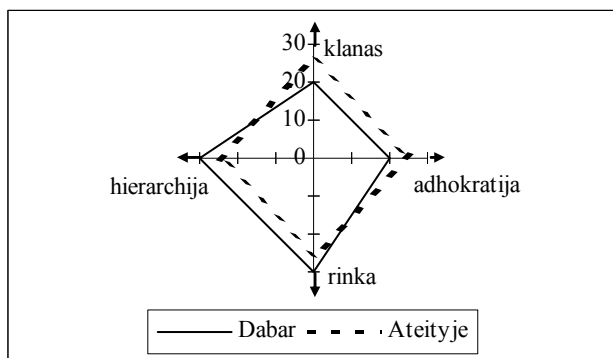 30
klanas
20
10
0
hierarchija
adhokratija
rinka
Dabar
Ateityje